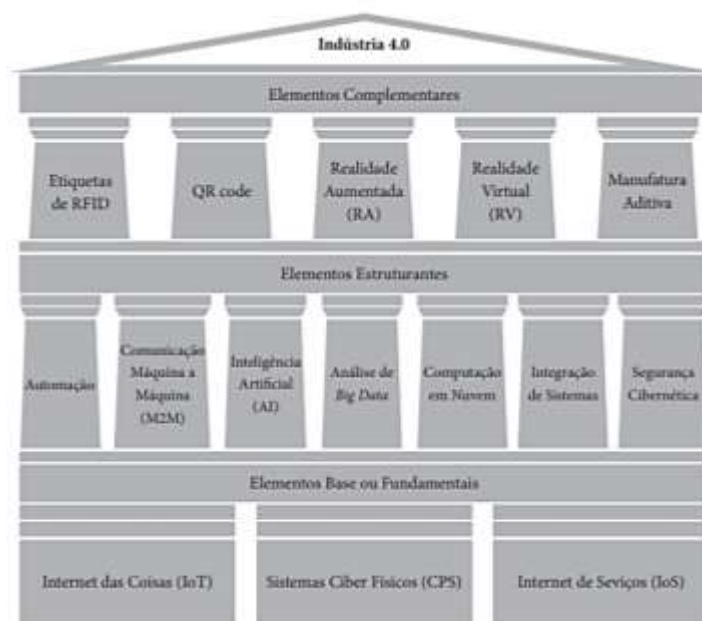 Indústria 4.0
Elementos Complementares
Etiquetas
de RFID
QR code
Realidade
Aumentada
(RA)
Realidade
Virtual
(RV)
Manufatura
Aditiva
Elementos Estruturantes
Automação
Comunicação
Máquina a
Máquina
(M2M)
Inteligência
Artificial
(AI)
Análise de
Big Data
Computação
em Nuvem
Integração
de Sistemas
Segurança
Cibernética
Elementos Base ou Fundamentais
Internet das Coisas (IoT)
Sistemas Ciber Físicos (CPS)
Internet de Seviços (IoS)